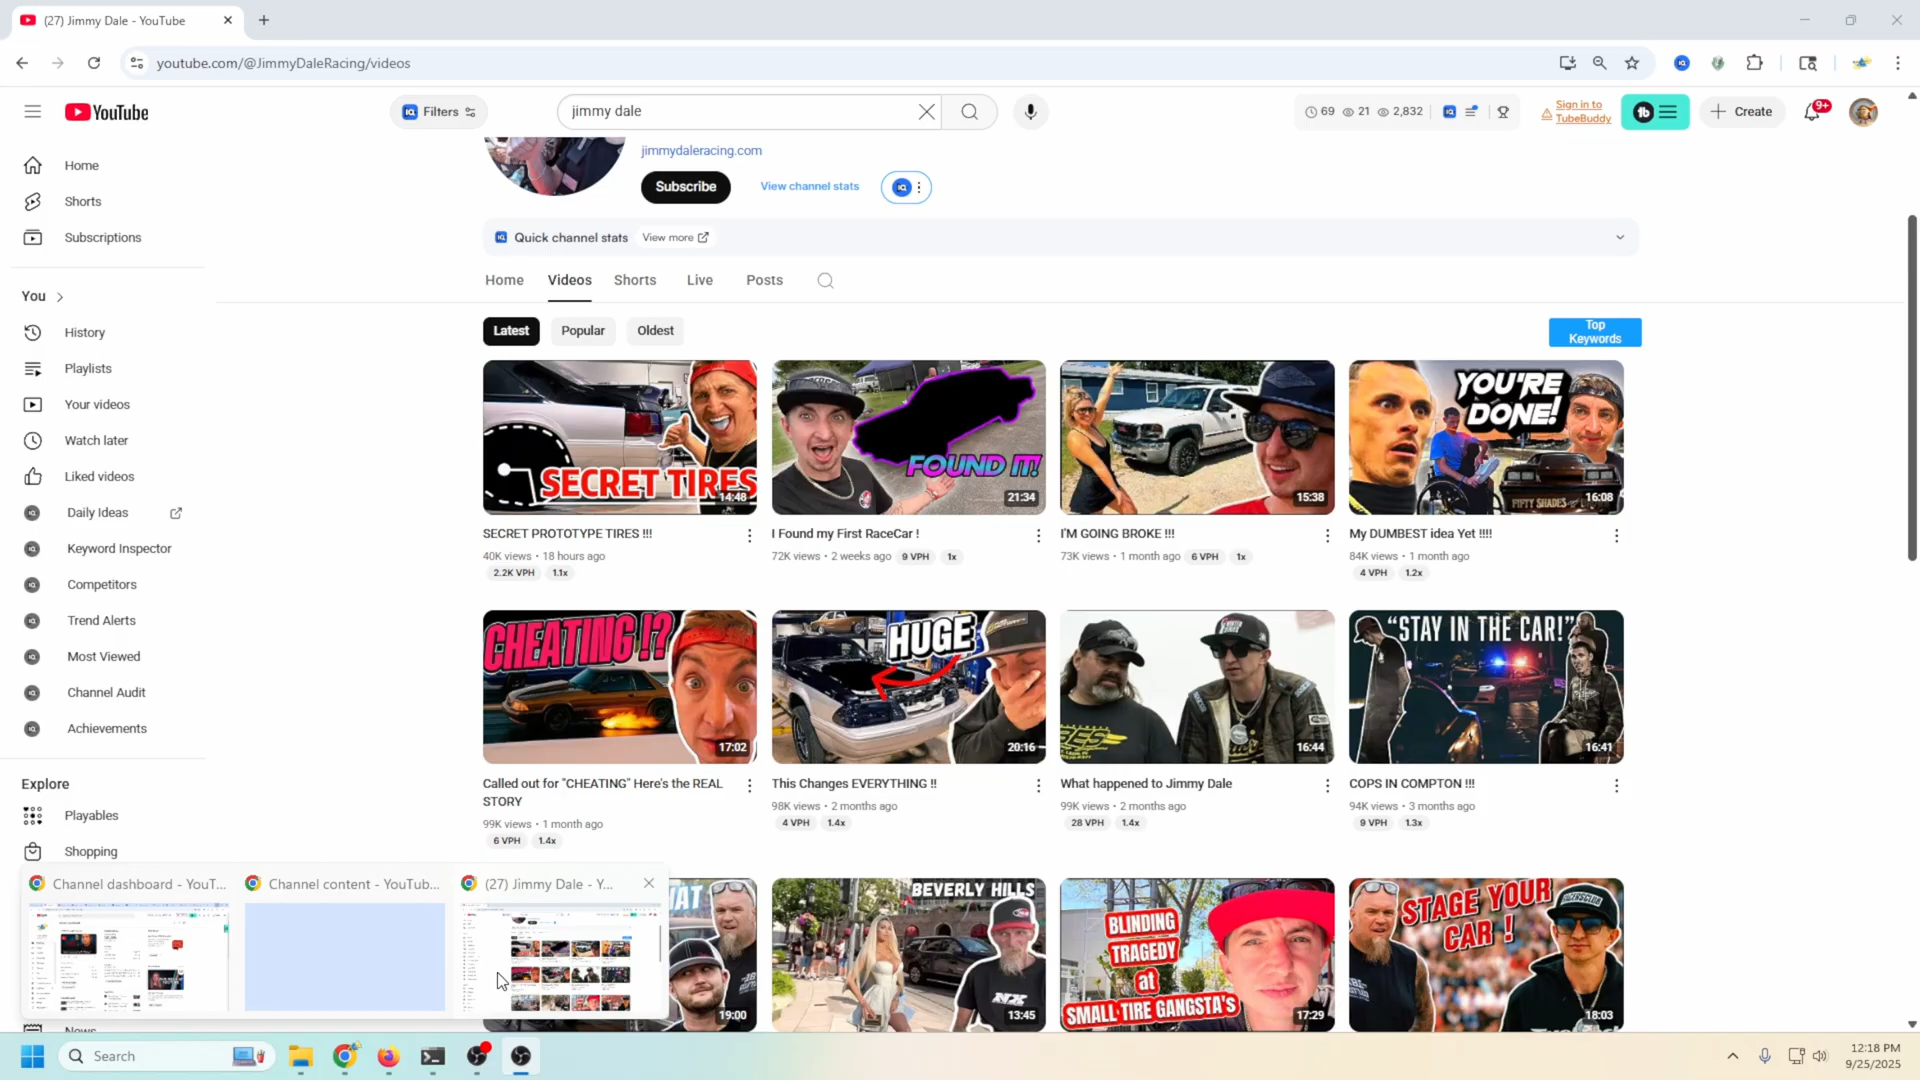 (27) Jimmy Dale - YouTube
youtube.com/@JimmyDaleRacing/videos
YouTube
Filters
jimmy dale
69 21 2,832
Sign in to
TubeBuddy
tb
Create
9+
Home
Shorts
Subscriptions
You
History
Playlists
Your videos
Watch later
Liked videos
Daily Ideas
Keyword Inspector
Competitors
Trend Alerts
Most Viewed
Channel Audit
Achievements
Explore
Playables
Shopping
News
jimmydaleracing.com
Subscribe
View channel stats
Quick channel stats View more
Home Videos Shorts Live Posts
Latest Popular Oldest
Top
Keywords
SECRET TIRES
14:48
SECRET PROTOTYPE TIRES !!!
40K views • 18 hours ago
2.2K VPH 1.1x
FOUND IT!
21:34
I Found my First RaceCar !
72K views • 2 weeks ago 9 VPH 1x
15:38
I'M GOING BROKE !!!
73K views • 1 month ago 6 VPH 1x
YOU'RE
DONE!
FIFTY SHADES
16:08
My DUMBEST idea Yet !!!!
84K views • 1 month ago
4 VPH 1.2x
CHEATING!?
17:02
Called out for "CHEATING" Here's the REAL
STORY
99K views • 1 month ago
6 VPH 1.4x
HUGE
20:16
This Changes EVERYTHING !!
98K views • 2 months ago
4 VPH 1.4x
16:44
What happened to Jimmy Dale
99K views • 2 months ago
28 VPH 1.4x
"STAY IN THE CAR!"
16:41
COPS IN COMPTON !!!
94K views • 3 months ago
9 VPH 1.3x
19:00
BEVERLY HILLS
NX
13:45
BLINDING
TRAGEDY
at
SMALL TIRE GANGSTA'S
17:29
STAGE YOUR
CAR !
18:03
Channel dashboard - YouT...
Channel content - YouTub...
(27) Jimmy Dale - Y...
Search
12:18 PM
9/25/2025